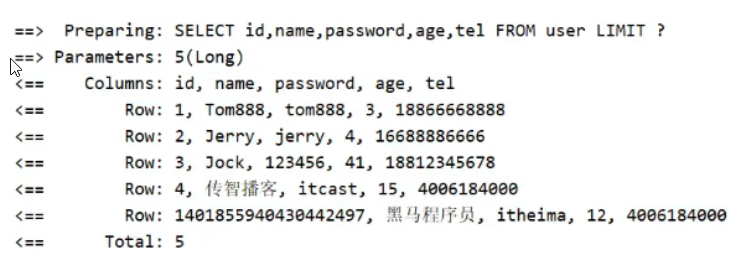 ==>  Preparing: SELECT id,name,password,age,tel FROM user LIMIT ?
==> Parameters: 5(Long)
<==    Columns: id, name, password, age, tel
<==        Row: 1, Tom888, tom888, 3, 18866668888
<==        Row: 2, Jerry, jerry, 4, 16688886666
<==        Row: 3, Jock, 123456, 41, 18812345678
<==        Row: 4, 传智播客, itcast, 15, 4006184000
<==        Row: 1401855940430442497, 黑马程序员, itheima, 12, 4006184000
<==      Total: 5